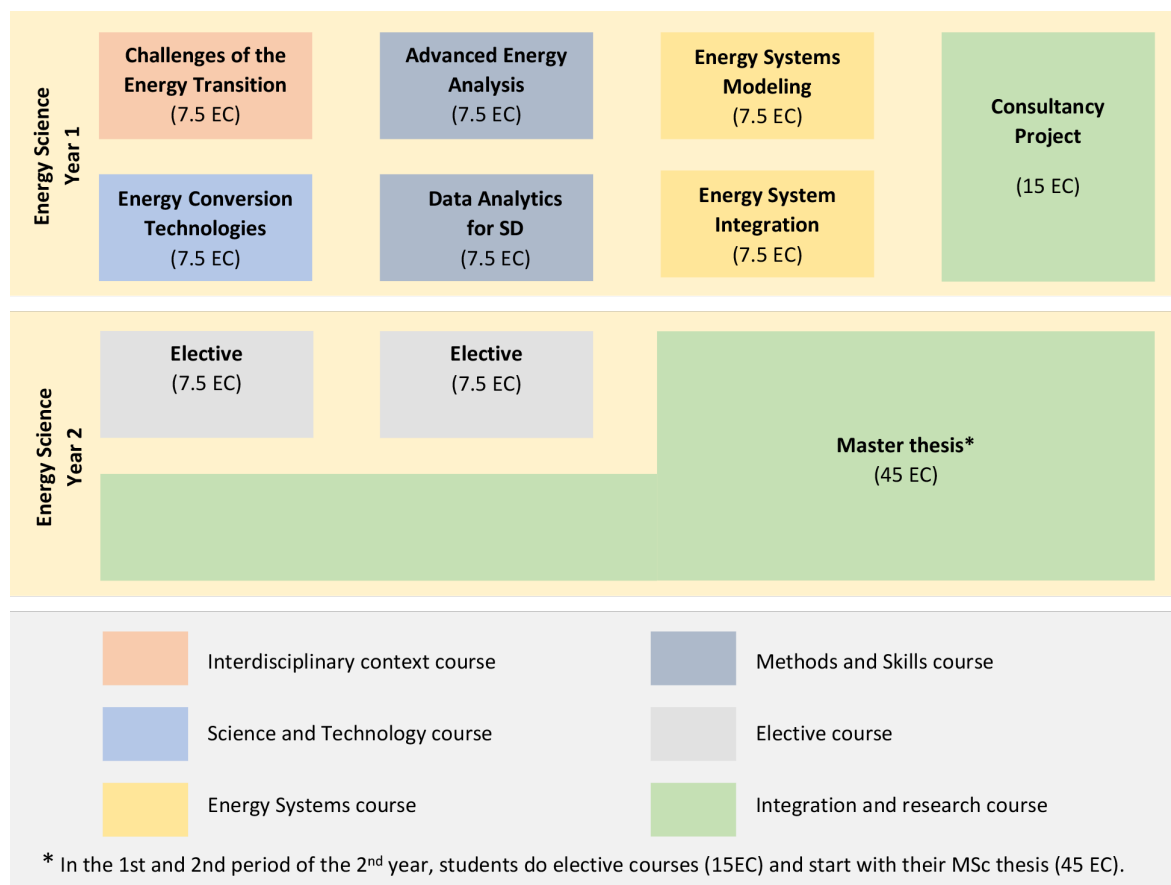 Energy Science
Year 1
Challenges of the
Energy Transition
(7.5 EC)
Advanced Energy
Analysis
(7.5 EC)
Energy Systems
Modeling
(7.5 EC)
Consultancy
Project
(15 EC)
Energy Conversion
Technologies
(7.5 EC)
Data Analytics
for SD
(7.5 EC)
Energy System
Integration
(7.5 EC)
Energy Science
Year 2
Elective
(7.5 EC)
Elective
(7.5 EC)
Master thesis*
(45 EC)
Interdisciplinary context course
Methods and Skills course
Science and Technology course
Elective course
Energy Systems course
Integration and research course
* In the 1st and 2nd period of the 2nd year, students do elective courses (15EC) and start with their MSc thesis (45 EC).